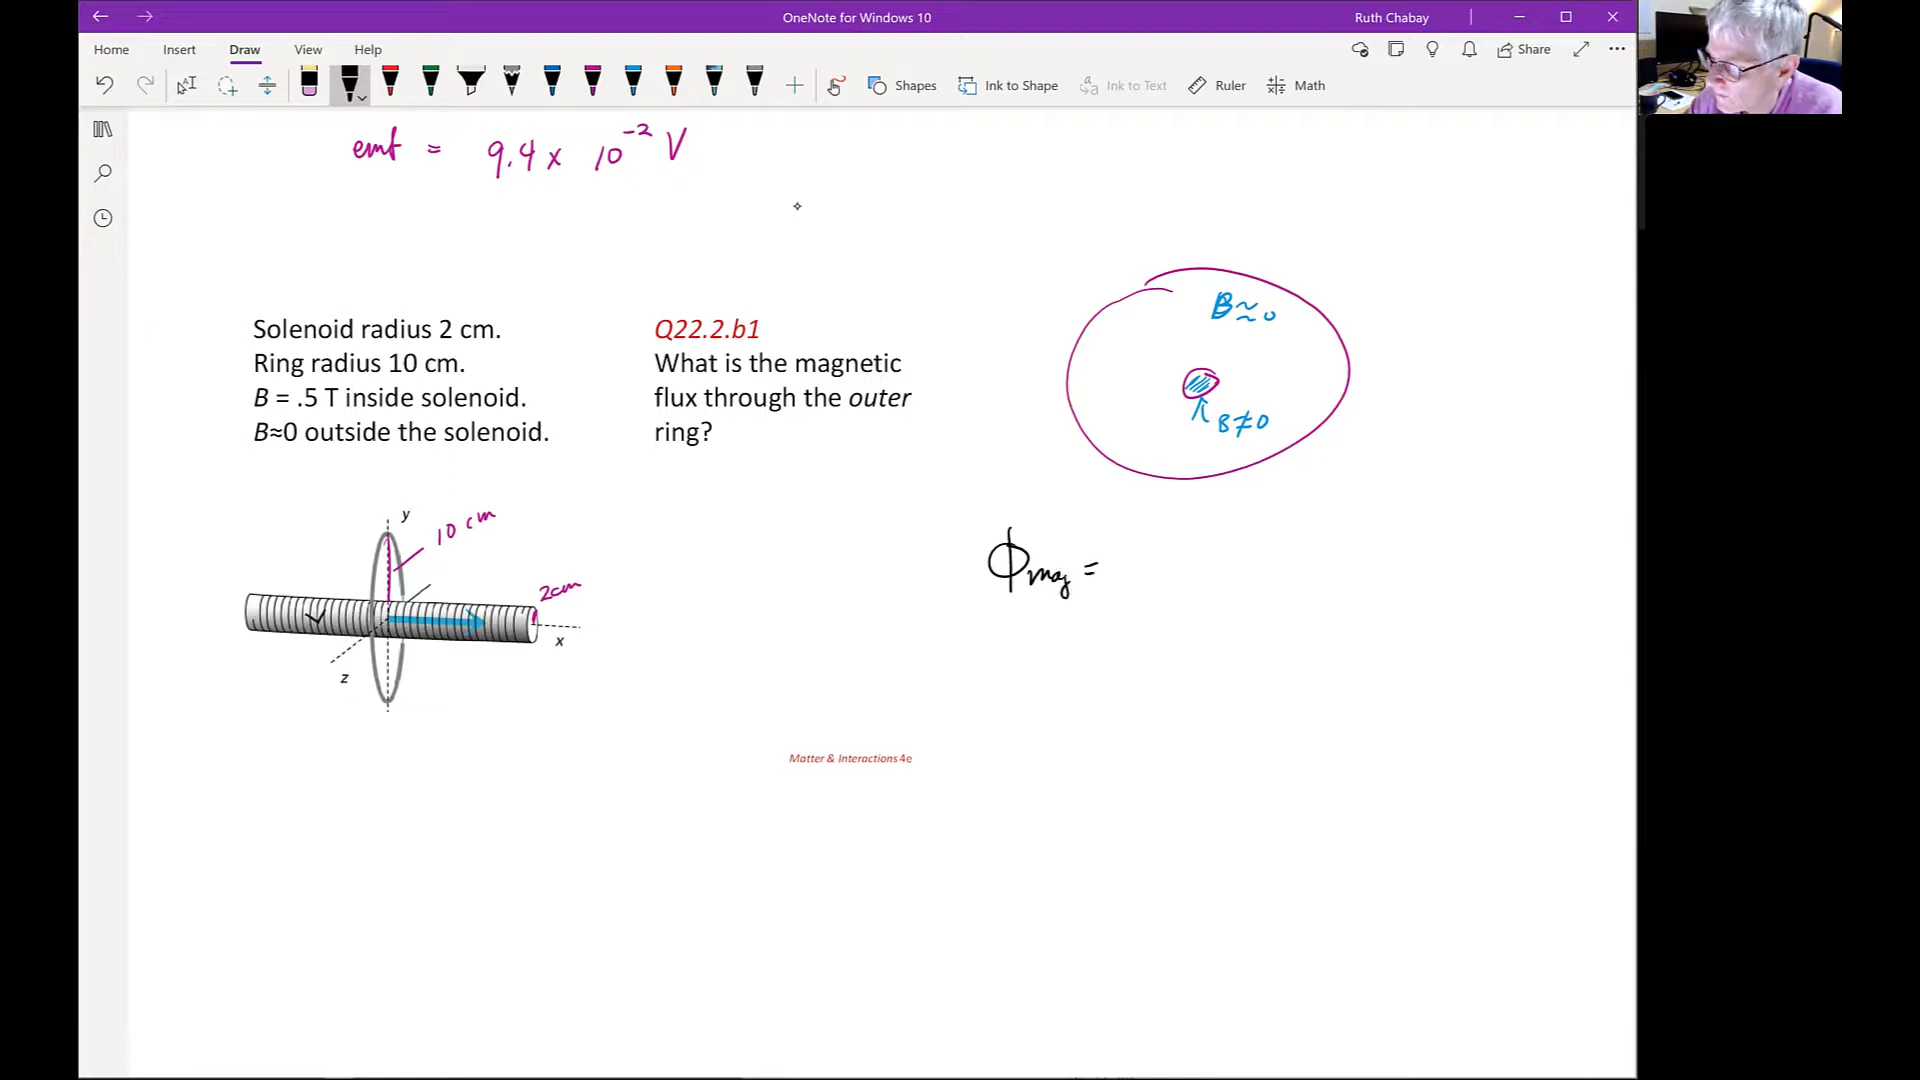 OneNote for Windows 10
Ruth Chabay
Home Insert Draw View Help
Share
Shapes Ink to Shape Ink to Text Ruler Math
emf = 9.4 x 10^-2 V
Solenoid radius 2 cm.
Ring radius 10 cm.
B = .5 T inside solenoid.
B≈0 outside the solenoid.
Q22.2.b1
What is the magnetic
flux through the outer
ring?
B≈0
B≠0
y
10 cm
2cm
x
z
Φmag =
Matter & Interactions 4e